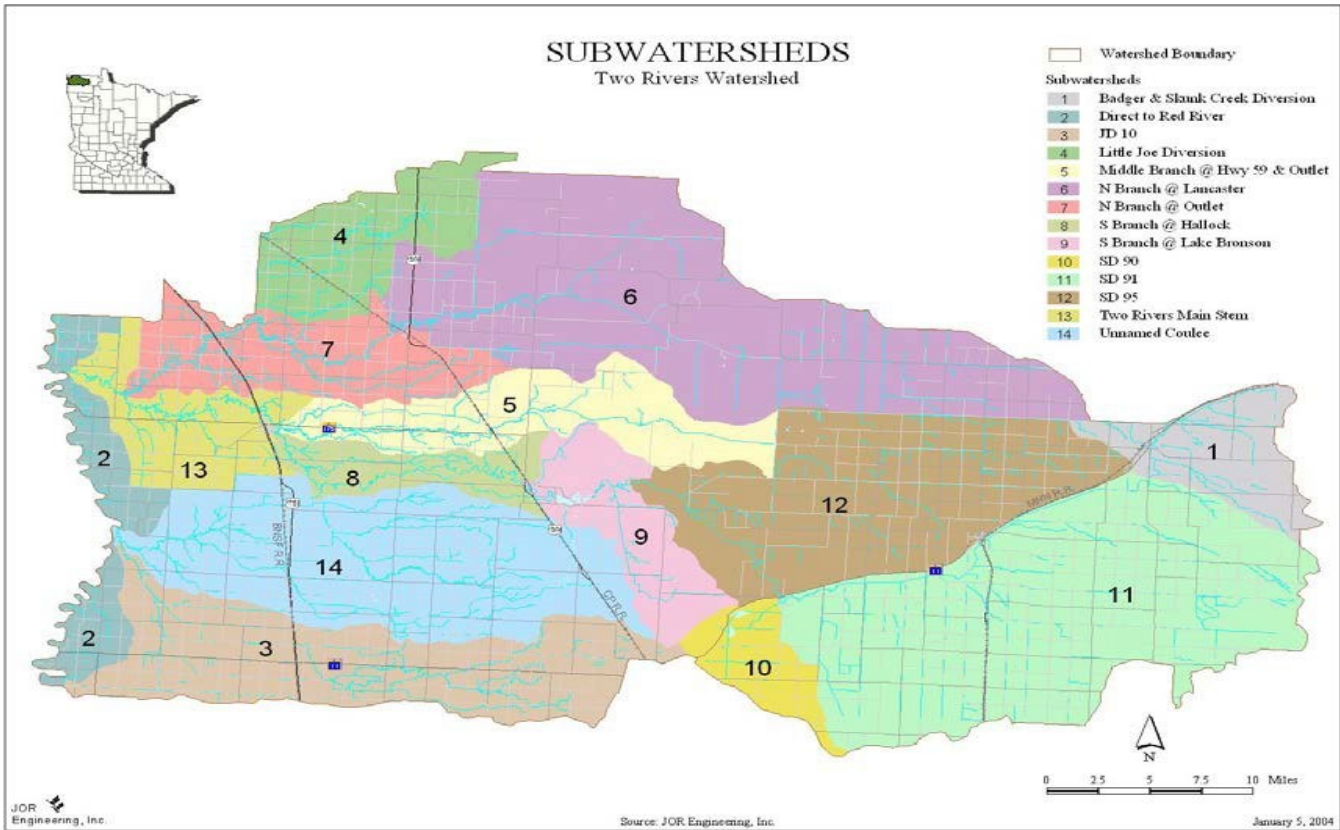 SUBWATERSHEDS
Two Rivers Watershed
Watershed Boundary
Subwatersheds
1 Badger & Skunk Creek Diversion
2 Direct to Red River
3 JD 10
4 Little Joe Diversion
5 Middle Branch @ Hwy 59 & Outlet
6 N Branch @ Lancaster
7 N Branch @ Outlet
8 S Branch @ Hallock
9 S Branch @ Lake Bronson
10 SD 90
11 SD 91
12 SD 95
13 Two Rivers Main Stem
14 Unnamed Coulee
4
6
7
5
1
2
13
8
12
MNN R.R.
9
BNSF R.R.
14
C.P. R.R.
11
2
3
10
N
0 2.5 5 7.5 10 Miles
JOR
Engineering, Inc.
Source: JOR Engineering, Inc.
January 5, 2004